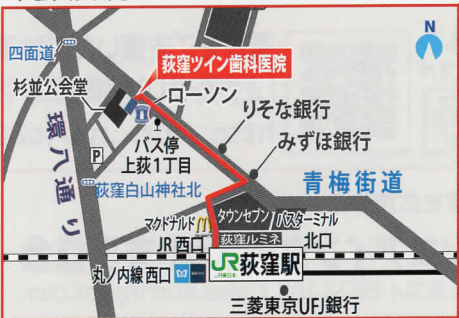 N
四面道
荻窪ツイン歯科医院
杉並公会堂
ローソン
りそな銀行
みずほ銀行
P
バス停
上荻1丁目
環八通り
荻窪白山神社北
青梅街道
マクドナルド
タウンセブン
バスターミナル
JR 西口
荻窪ルミネ
北口
丸ノ内線 西口
JR
JR東日本
荻窪駅
三菱東京UFJ銀行